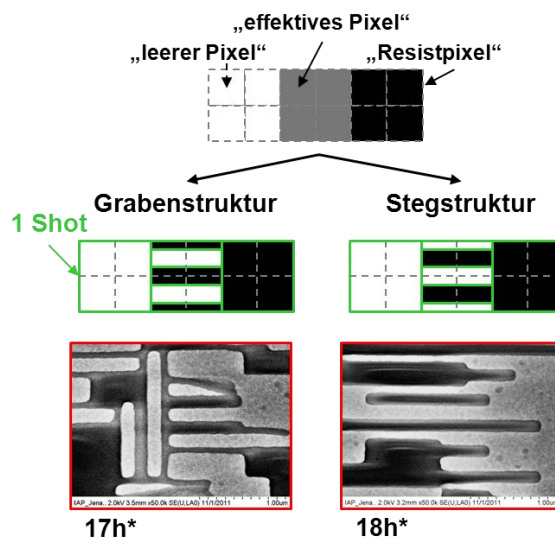 „effektives Pixel“
„leerer Pixel“
„Resistpixel“
Grabenstruktur
Stegstruktur
1 Shot
IAP_Jena.. 2.0kV 3.5mm x50.0k SE(U,LA0) 11/1/2011 1.00um
IAP_Jena.. 2.0kV 3.2mm x50.0k SE(U,LA0) 11/1/2011 1.00um
17h*
18h*